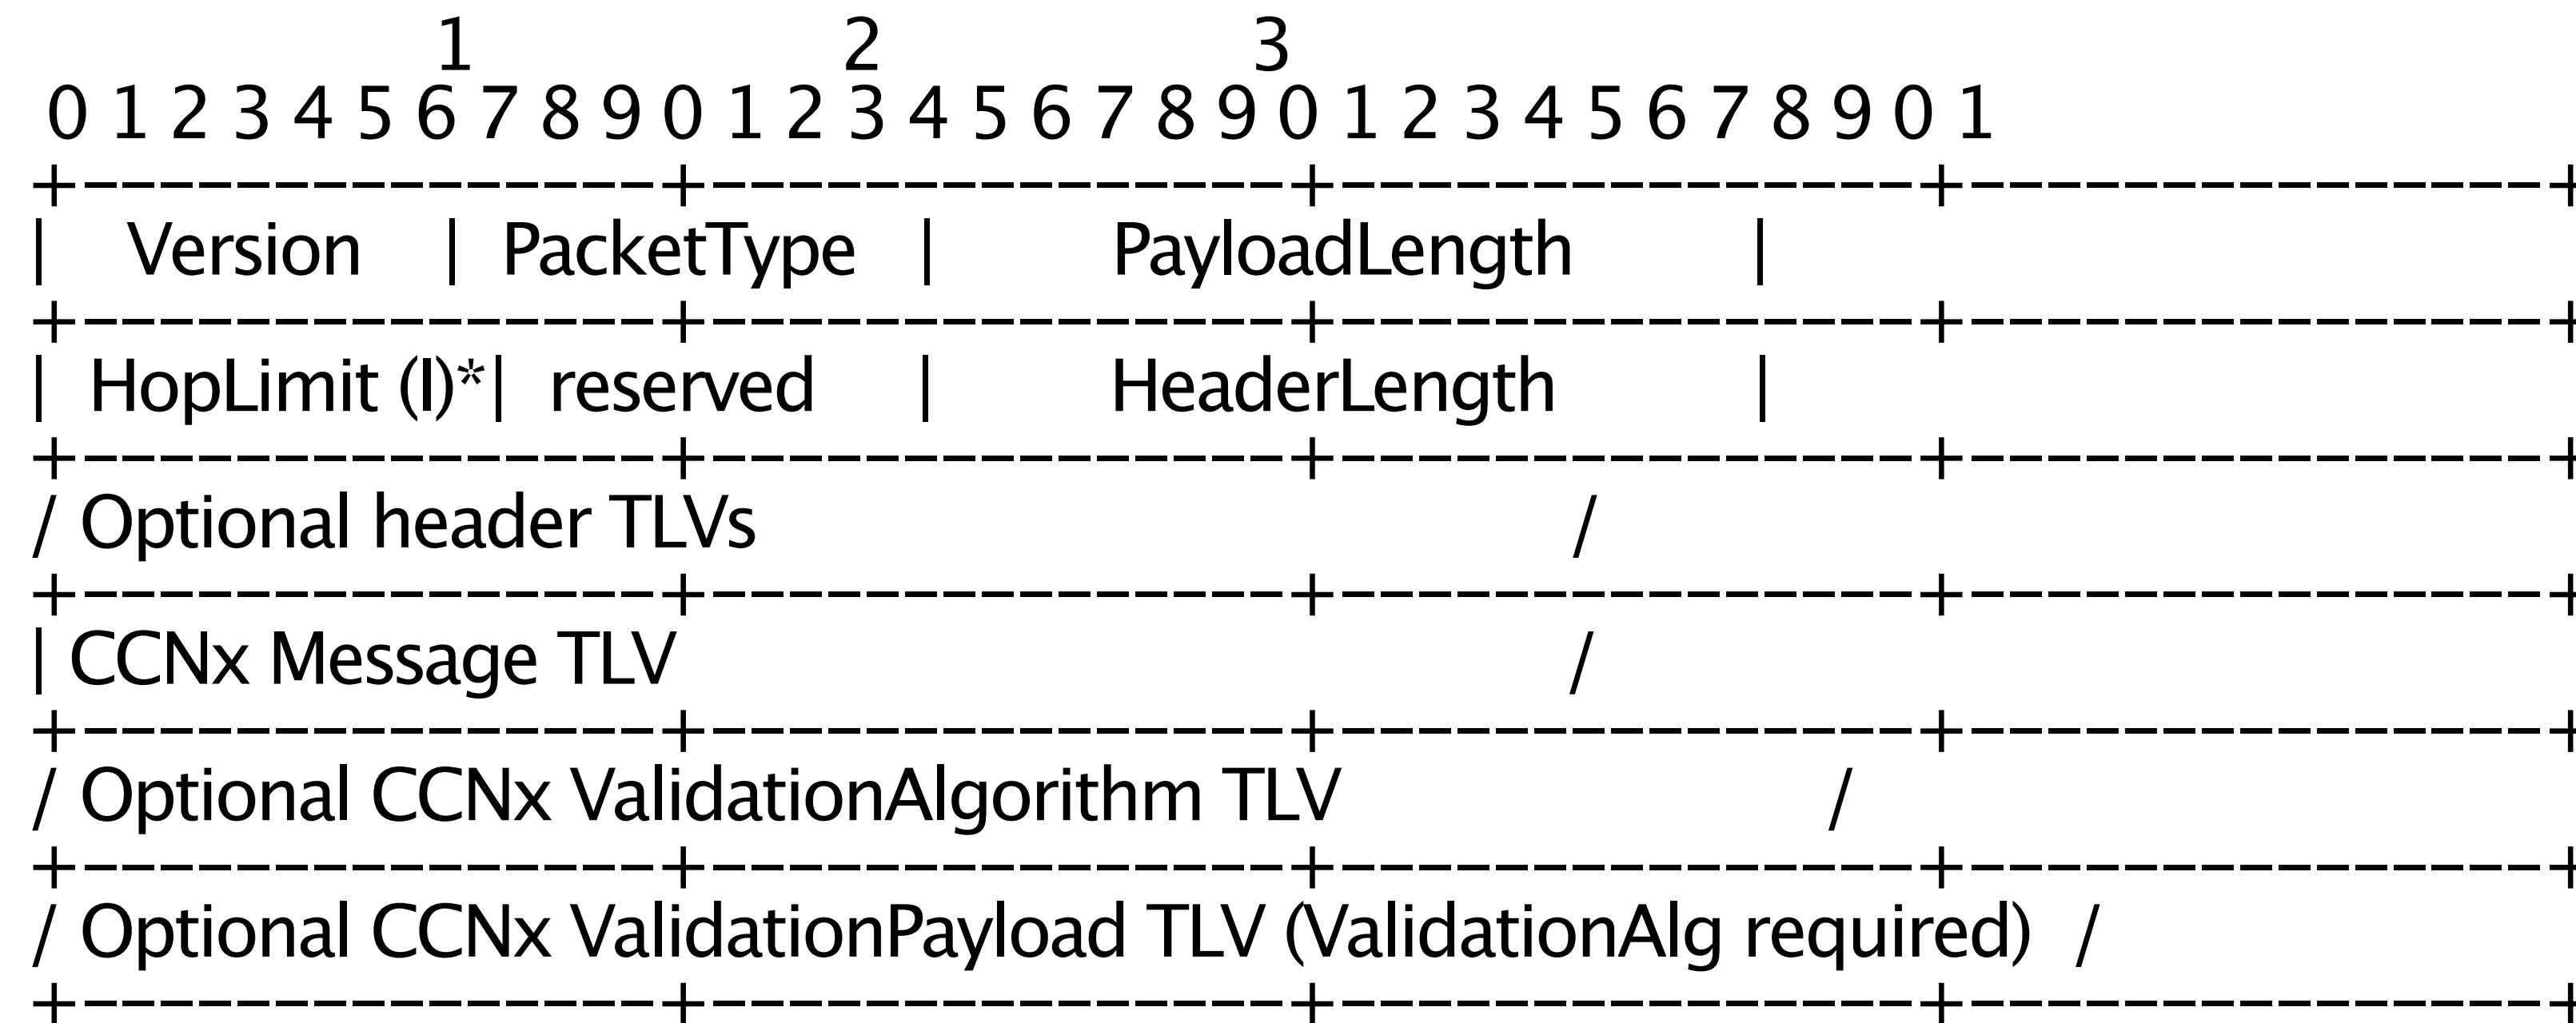 1 2 3
0 1 2 3 4 5 6 7 8 9 0 1 2 3 4 5 6 7 8 9 0 1 2 3 4 5 6 7 8 9 0 1
+---------------+---------------+---------------+---------------+
| Version | PacketType | PayloadLength |
+---------------+---------------+---------------+---------------+
| HopLimit (I)*| reserved | HeaderLength |
+---------------+---------------+---------------+---------------+
/ Optional header TLVs /
+---------------+---------------+---------------+---------------+
| CCNx Message TLV /
+---------------+---------------+---------------+---------------+
/ Optional CCNx ValidationAlgorithm TLV /
+---------------+---------------+---------------+---------------+
/ Optional CCNx ValidationPayload TLV (ValidationAlg required) /
+---------------+---------------+---------------+---------------+